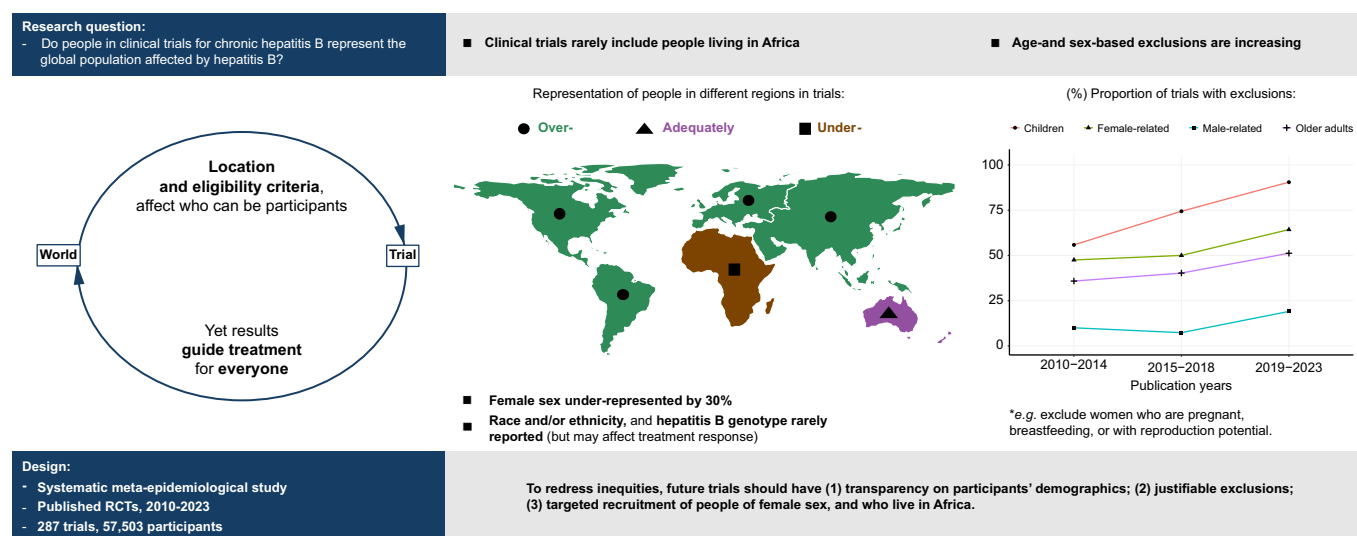 Research question:
- Do people in clinical trials for chronic hepatitis B represent the
global population affected by hepatitis B?
■ Clinical trials rarely include people living in Africa
■ Age-and sex-based exclusions are increasing
Location
and eligibility criteria,
affect who can be participants
World
Trial
Yet results
guide treatment
for everyone
Representation of people in different regions in trials:
Over-
Adequately
Under-
■ Female sex under-represented by 30%
■ Race and/or ethnicity, and hepatitis B genotype rarely
reported (but may affect treatment response)
(%) Proportion of trials with exclusions:
Children
Female-related
Male-related
Older adults
100
75
50
25
0
2010−2014
2015−2018
2019−2023
Publication years
*e.g. exclude women who are pregnant,
breastfeeding, or with reproduction potential.
Design:
- Systematic meta-epidemiological study
- Published RCTs, 2010-2023
- 287 trials, 57,503 participants
To redress inequities, future trials should have (1) transparency on participants’ demographics; (2) justifiable exclusions;
(3) targeted recruitment of people of female sex, and who live in Africa.